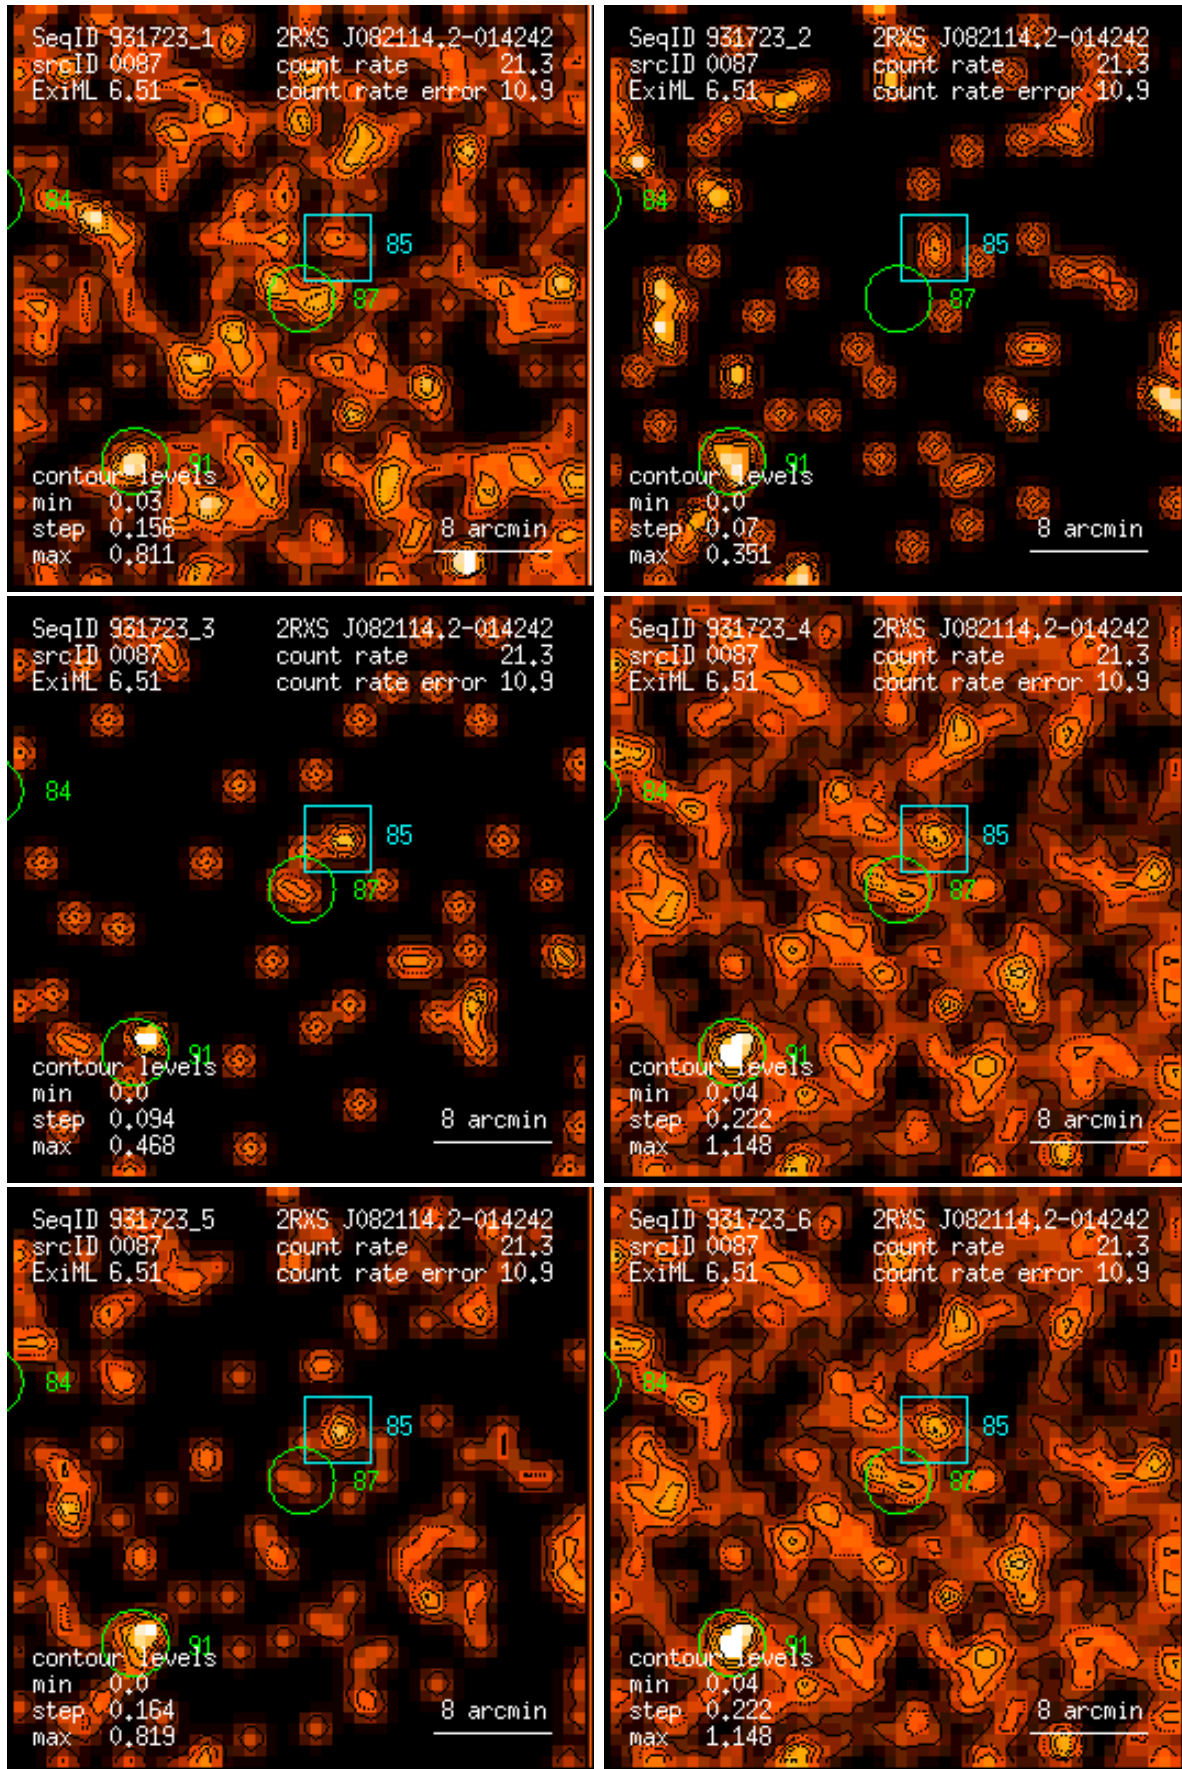 SeqID 931723_1 2RXS J082114.2-014242
srcID 0087 count rate 21.3
ExiML 6.51 count rate error 10.9
84
85
87
91
contour levels
min 0.03
step 0.156
max 0.811
8 arcmin
SeqID 931723_2 2RXS J082114.2-014242
srcID 0087 count rate 21.3
ExiML 6.51 count rate error 10.9
84
85
87
91
contour levels
min 0.0
step 0.07
max 0.351
8 arcmin
SeqID 931723_3 2RXS J082114.2-014242
srcID 0087 count rate 21.3
ExiML 6.51 count rate error 10.9
84
85
87
91
contour levels
min 0.0
step 0.094
max 0.468
8 arcmin
SeqID 931723_4 2RXS J082114.2-014242
srcID 0087 count rate 21.3
ExiML 6.51 count rate error 10.9
84
85
87
91
contour levels
min 0.04
step 0.222
max 1.148
8 arcmin
SeqID 931723_5 2RXS J082114.2-014242
srcID 0087 count rate 21.3
ExiML 6.51 count rate error 10.9
84
85
87
91
contour levels
min 0.0
step 0.164
max 0.819
8 arcmin
SeqID 931723_6 2RXS J082114.2-014242
srcID 0087 count rate 21.3
ExiML 6.51 count rate error 10.9
84
85
87
91
contour levels
min 0.04
step 0.222
max 1.148
8 arcmin